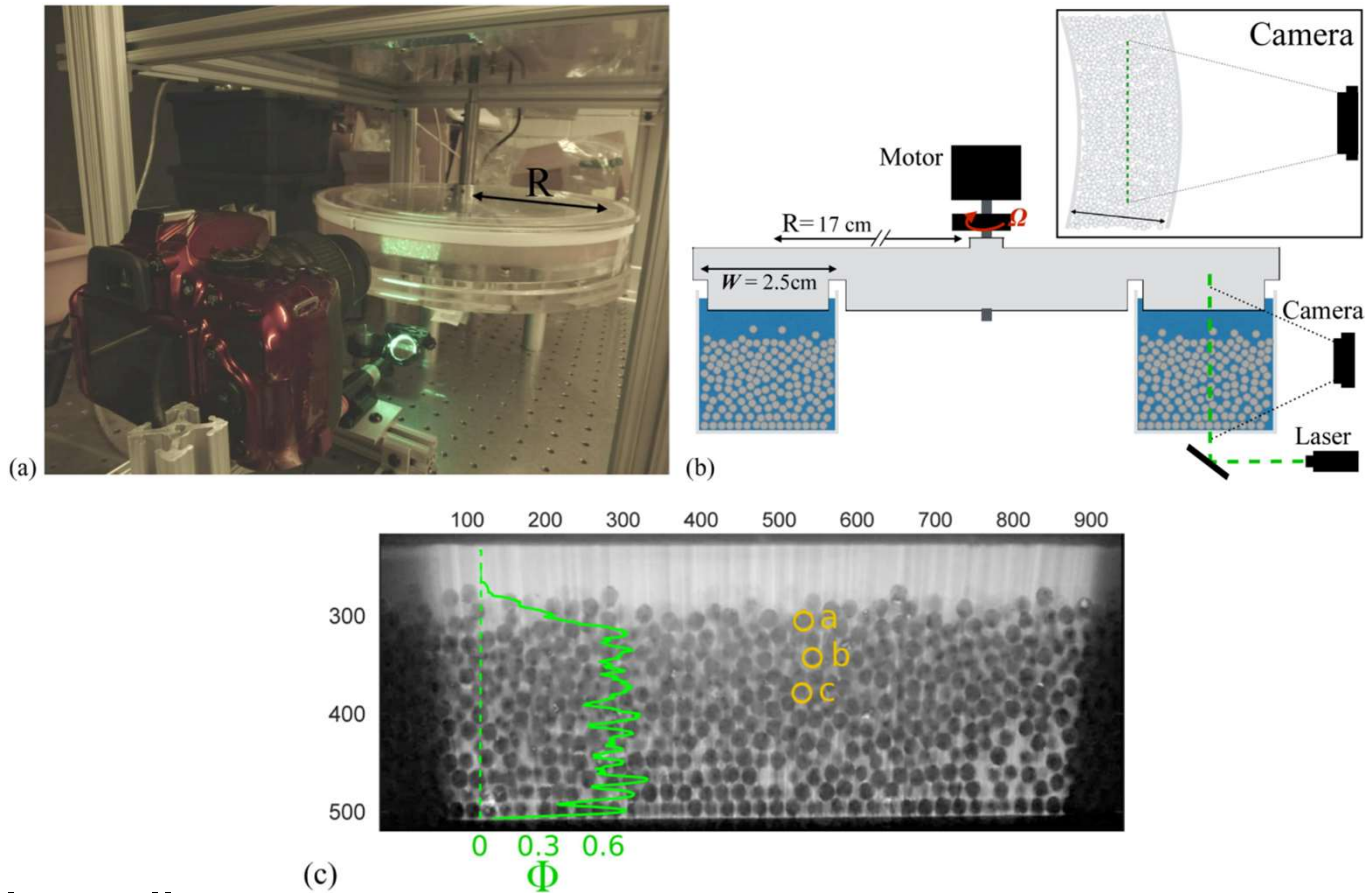 R
(a)
Camera
Motor
Ω
R= 17 cm
W = 2.5cm
Camera
Laser
(b)
100 200 300 400 500 600 700 800 900
300
400
500
a
b
c
0 0.3 0.6
Φ
(c)